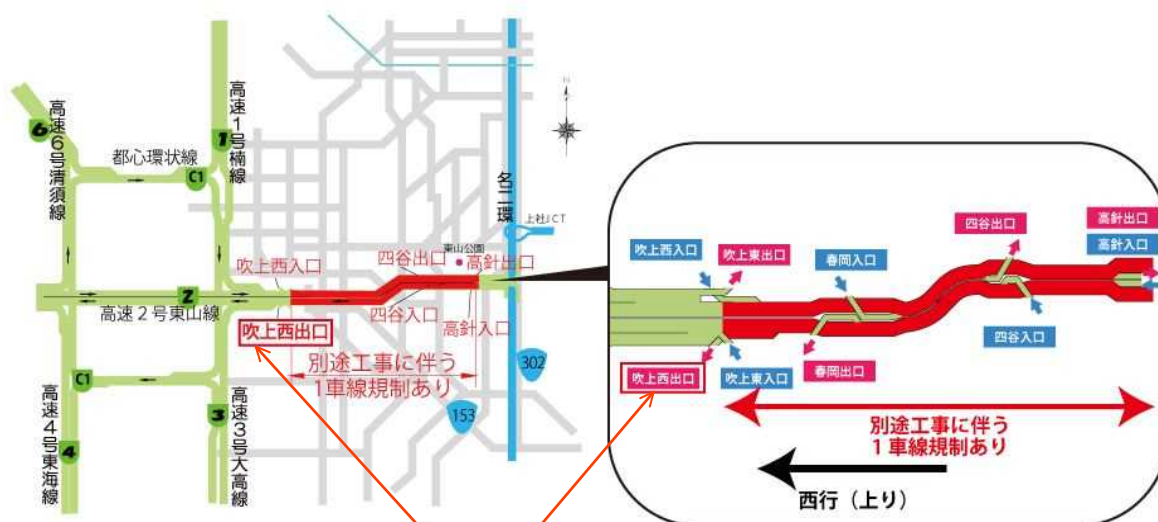 高速6号清須線
6
都心環状線
C1
1
高速1号楠線
名二環
N
上社JCT
東山公園
吹上西入口
四谷出口
高針出口
2
高速2号東山線
吹上西出口
四谷入口
高針入口
別途工事に伴う
1車線規制あり
302
153
C1
高速4号東海線
4
3
高速3号大高線
四谷出口
高針出口
高針入口
吹上西入口
吹上東出口
春岡入口
四谷入口
吹上西出口
吹上東入口
春岡出口
別途工事に伴う
1車線規制あり
西行（上り）